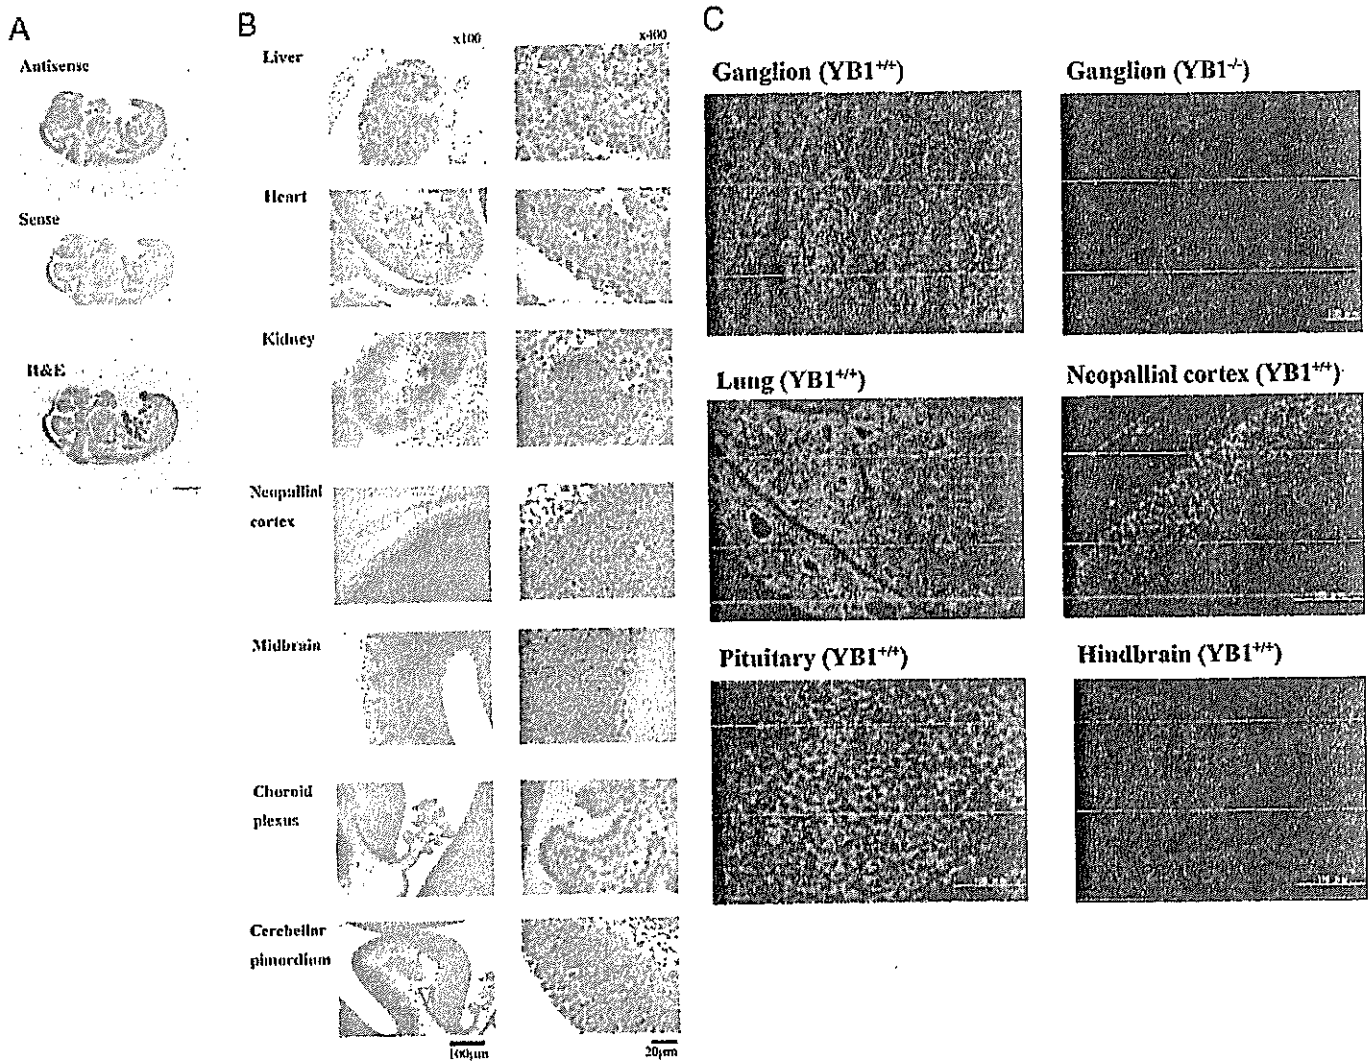 A
Antisense
Sense
H&E
B
x100
x400
Liver
Heart
Kidney
Neopallial
cortex
Midbrain
Choroid
plexus
Cerebellar
pimordium
100µm
20µm
C
Ganglion (YB1+/+)
Ganglion (YB1-/-)
Lung (YB1+/+)
Neopallial cortex (YB1+/+)
Pituitary (YB1+/+)
Hindbrain (YB1+/+)